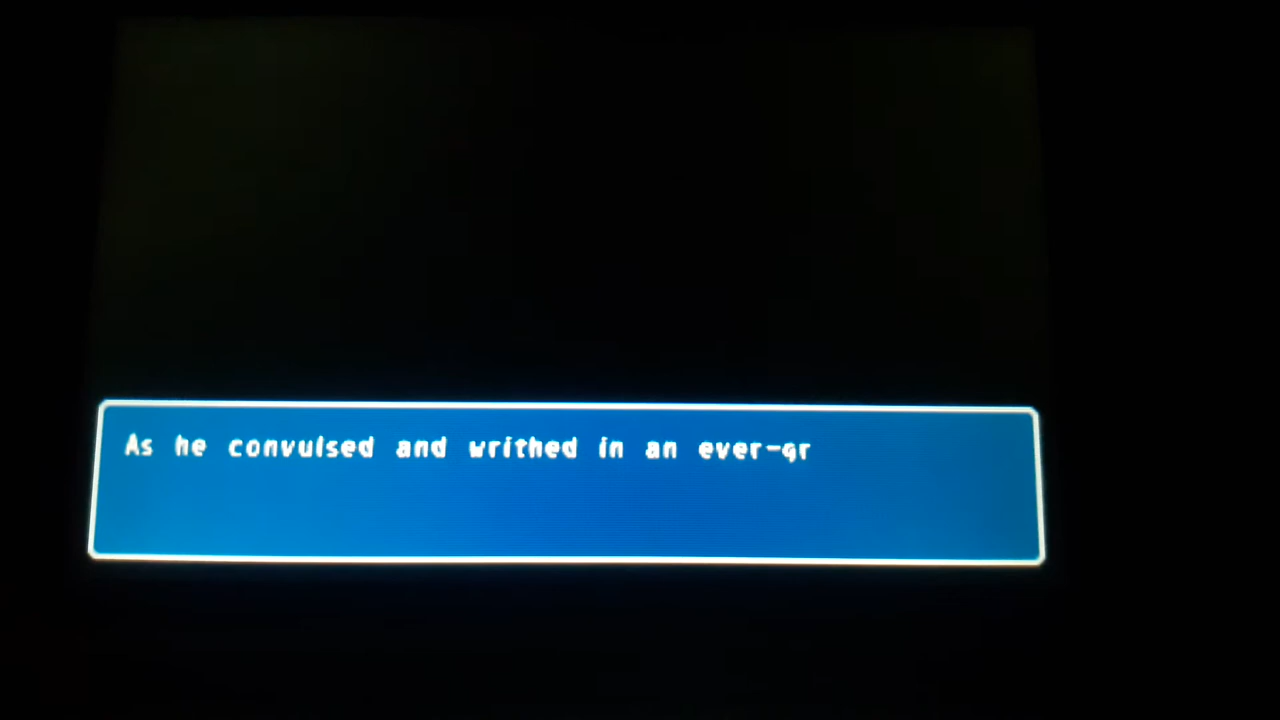 As he convulsed and writhed in an ever-gr